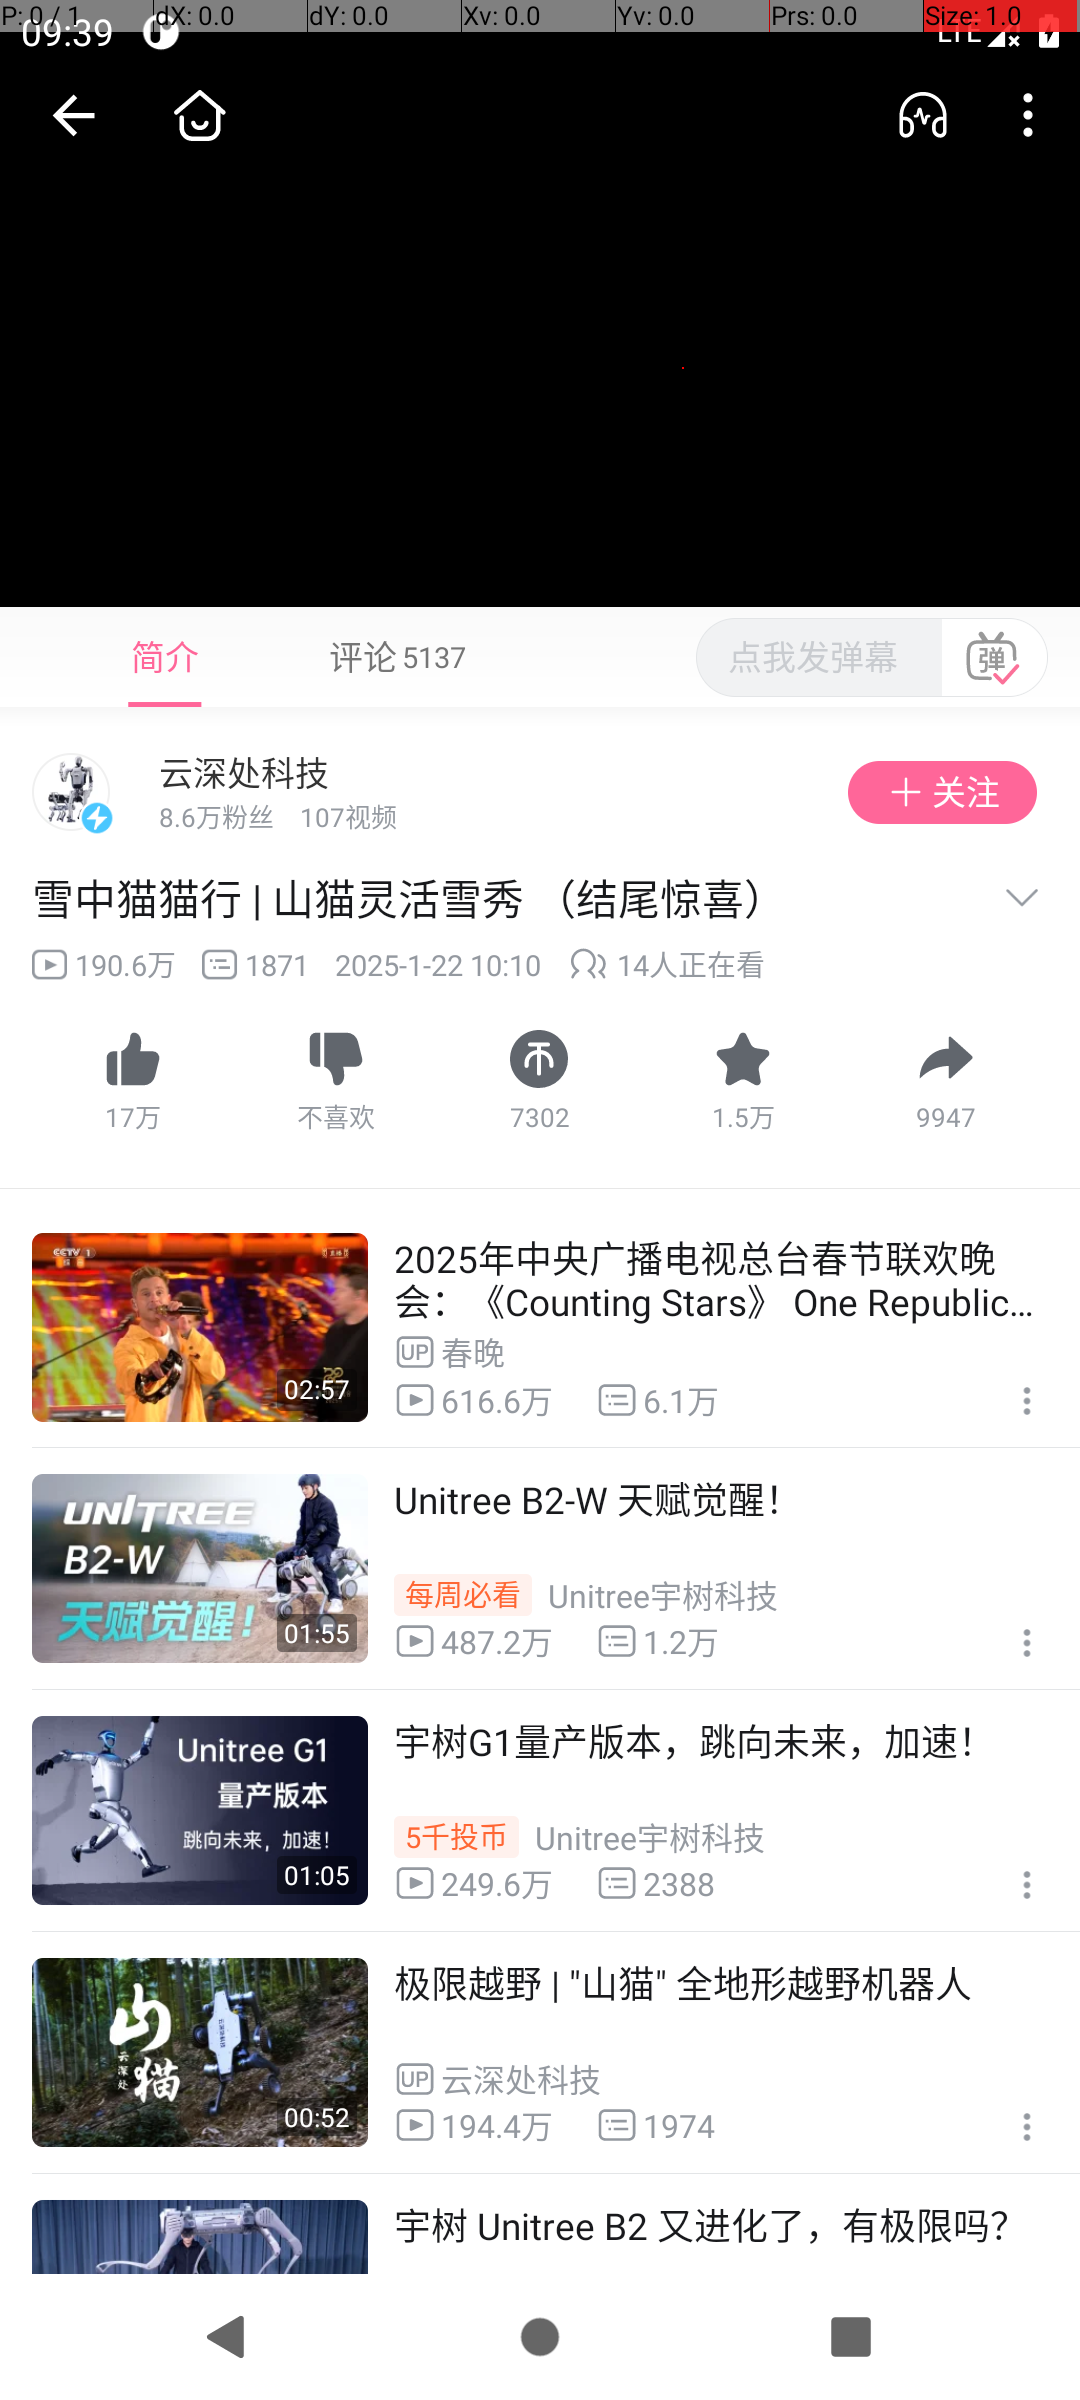 P: 0 / 1 dX: 0.0 dY: 0.0 Xv: 0.0 Yv: 0.0 Prs: 0.0 Size: 1.0
09:39 LTE
简介 评论 5137 点我发弹幕 弹
云深处科技
8.6万粉丝 107视频
关注
雪中猫猫行 | 山猫灵活雪秀 （结尾惊喜）
190.6万 1871 2025-1-22 10:10 14人正在看
17万 不喜欢 7302 1.5万 9947
CCTV 1
02:57
2025年中央广播电视总台春节联欢晚
会：《Counting Stars》 One Republic...
UP 春晚
616.6万 6.1万
UNITREE
B2-W
天赋觉醒!
01:55
Unitree B2-W 天赋觉醒！
每周必看 Unitree宇树科技
487.2万 1.2万
Unitree G1
量产版本
跳向未来，加速！
01:05
宇树G1量产版本，跳向未来，加速！
5千投币 Unitree宇树科技
249.6万 2388
山猫
云深处
00:52
极限越野 | "山猫" 全地形越野机器人
UP 云深处科技
194.4万 1974
宇树 Unitree B2 又进化了，有极限吗？